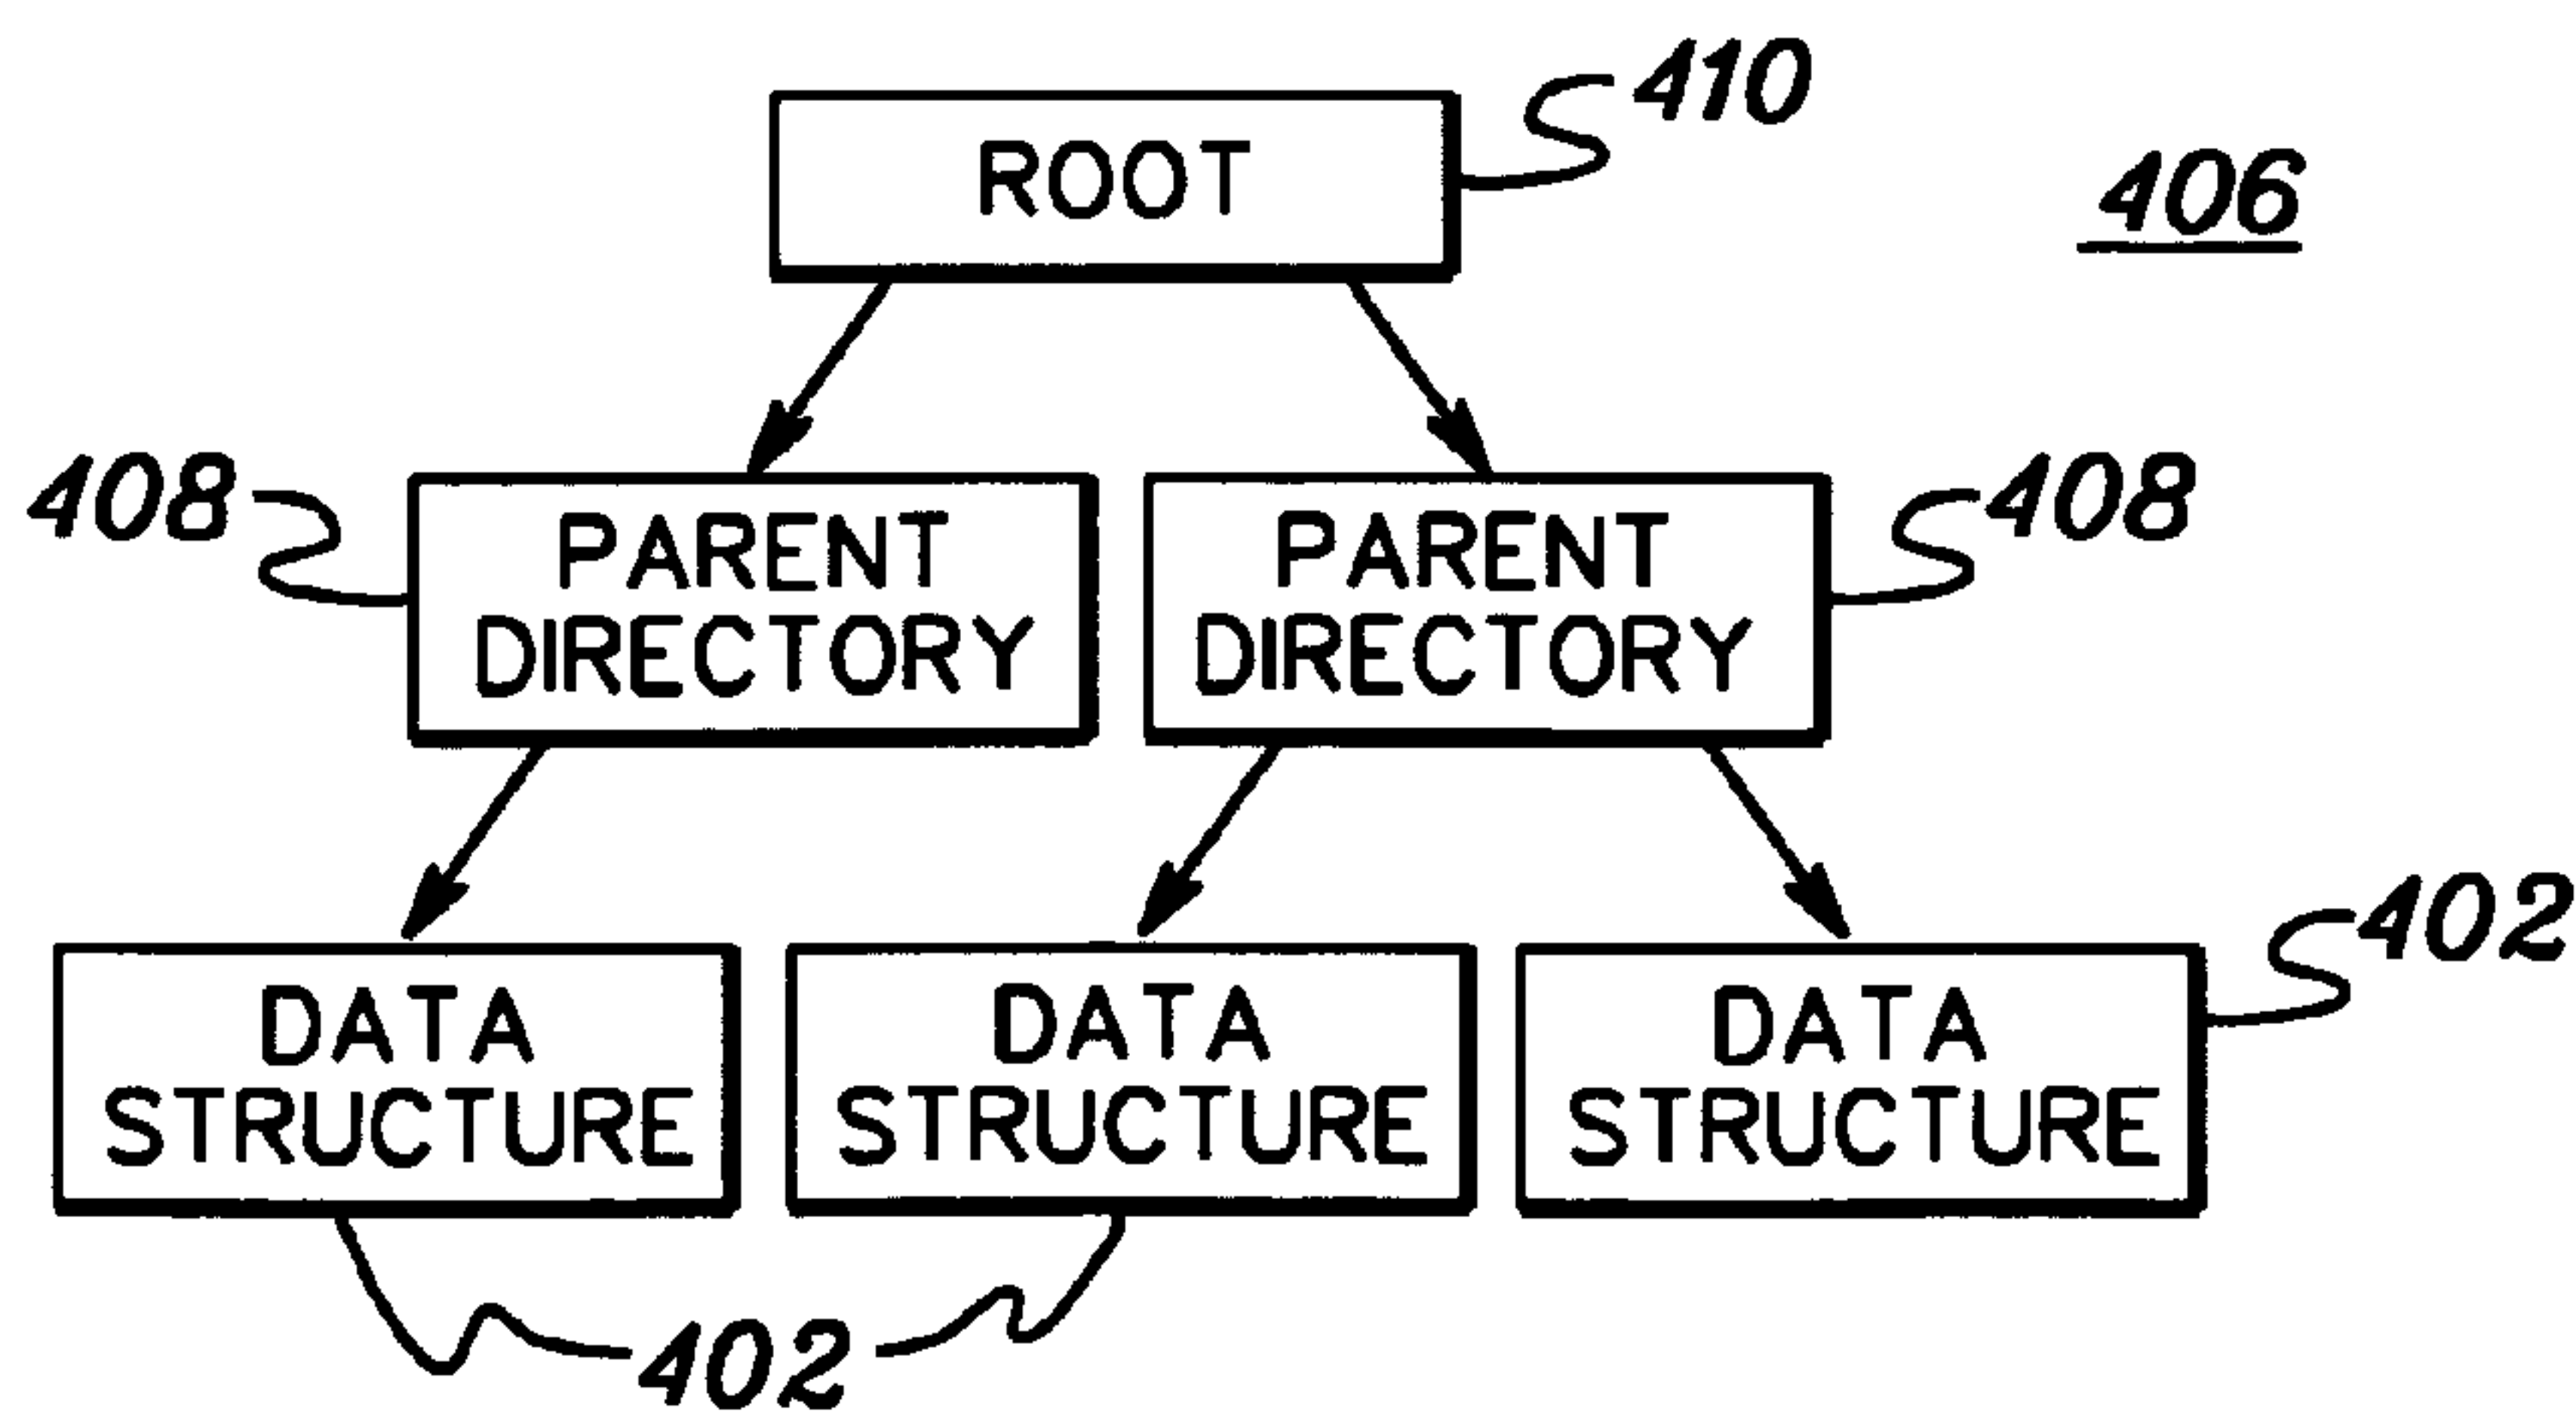 410
ROOT
406
408
PARENT
DIRECTORY
PARENT
DIRECTORY
408
DATA
STRUCTURE
DATA
STRUCTURE
DATA
STRUCTURE
402
402